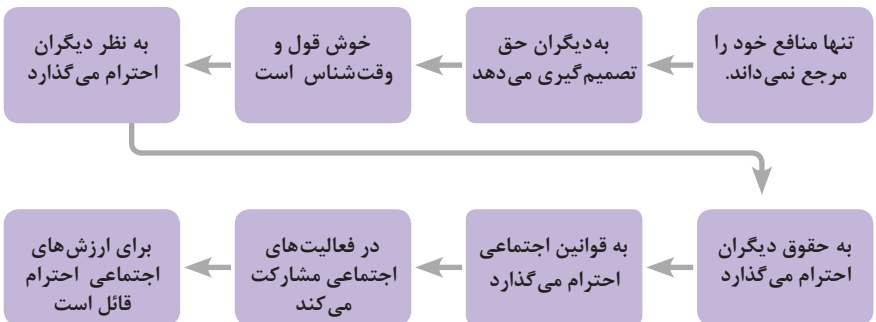 تنها منافع خود را
مرجع نمی‌داند.
به‌دیگران حق
تصمیم‌گیری می‌دهد
خوش قول و
وقت‌شناس است
به نظر دیگران
احترام می‌گذارد
به حقوق دیگران
احترام می‌گذارد
به قوانین اجتماعی
احترام می‌گذارد
در فعالیت‌های
اجتماعی مشارکت
می‌کند
برای ارزش‌های
اجتماعی احترام
قائل است